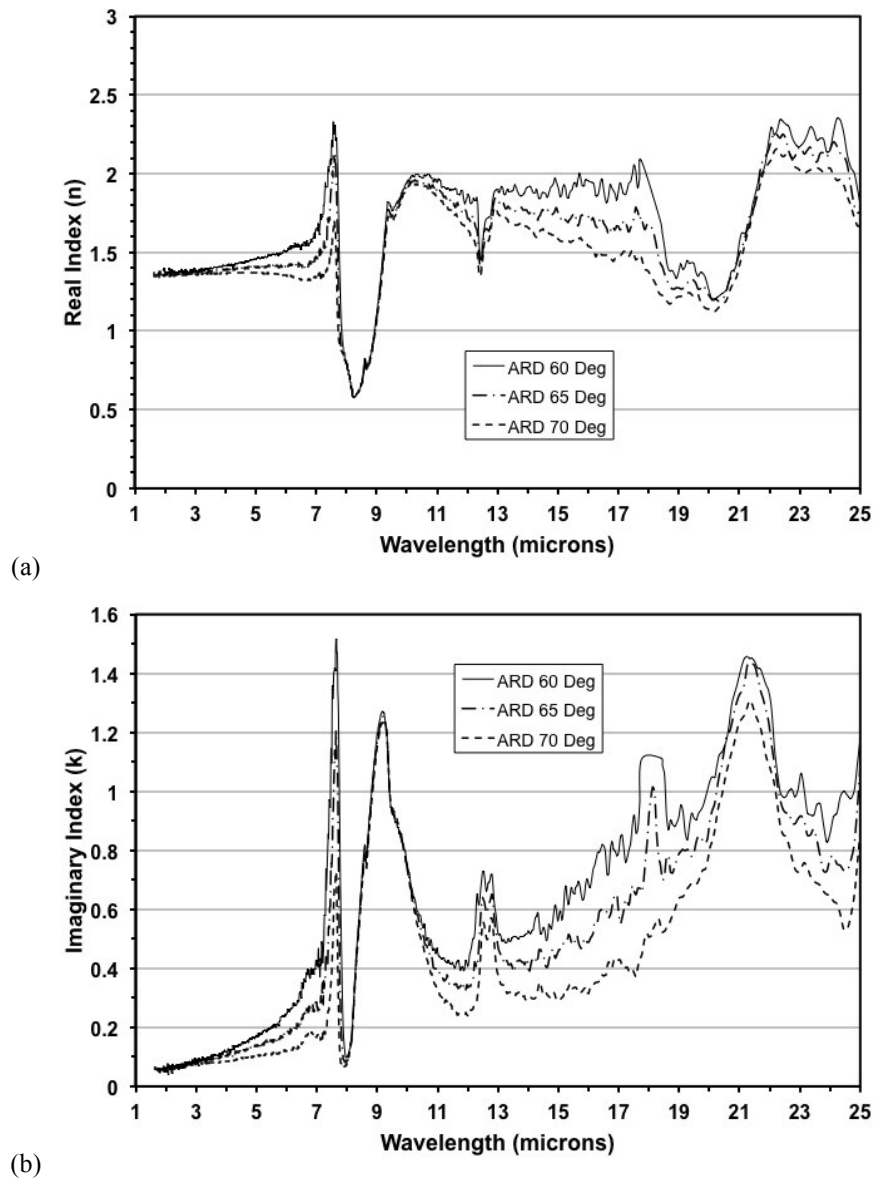 3
2.5
2
1.5
1
0.5
0
Real Index (n)
ARD 60 Deg
ARD 65 Deg
ARD 70 Deg
1 3 5 7 9 11 13 15 17 19 21 23 25
Wavelength (microns)
(a)
1.6
1.4
1.2
1
0.8
0.6
0.4
0.2
0
Imaginary Index (k)
ARD 60 Deg
ARD 65 Deg
ARD 70 Deg
1 3 5 7 9 11 13 15 17 19 21 23 25
Wavelength (microns)
(b)